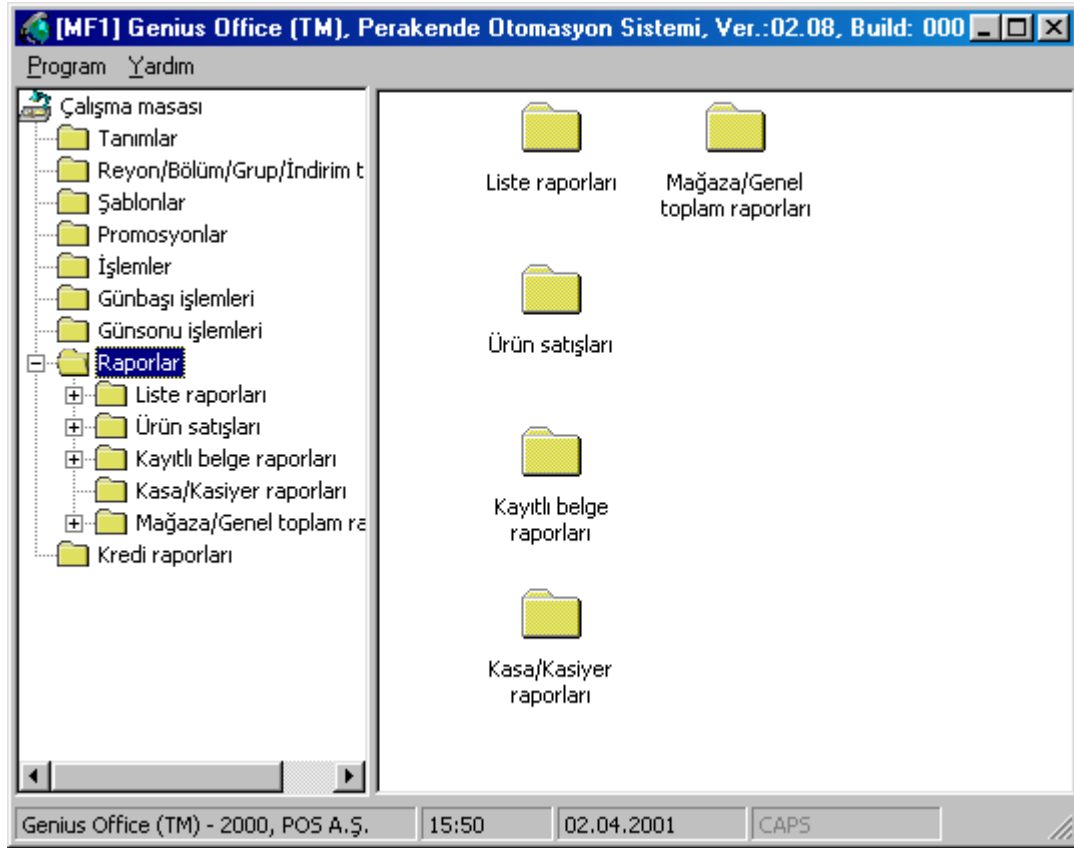 [MF1] Genius Office (TM), Perakende Otomasyon Sistemi, Ver.:02.08, Build: 000
Program Yardım
Çalışma masası
Tanımlar
Reyon/Bölüm/Grup/İndirim t
Şablonlar
Promosyonlar
İşlemler
Günbaşı işlemleri
Günsonu işlemleri
Raporlar
Liste raporları
Ürün satışları
Kayıtlı belge raporları
Kasa/Kasiyer raporları
Mağaza/Genel toplam ra
Kredi raporları
Liste raporları
Mağaza/Genel
toplam raporları
Ürün satışları
Kayıtlı belge
raporları
Kasa/Kasiyer
raporları
Genius Office (TM) - 2000, POS A.Ş. 15:50 02.04.2001 CAPS